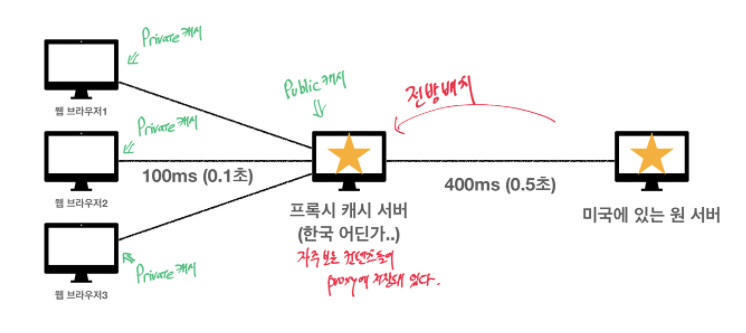 Private 캐시
웹 브라우저1
Public 캐시
전방배치
Private 캐시
웹 브라우저2
100ms (0.1초)
400ms (0.5초)
프록시 캐시 서버
(한국 어딘가..)
미국에 있는 원 서버
자주 보는 컨텐츠들이
proxy에 저장돼 있다.
Private 캐시
웹 브라우저3